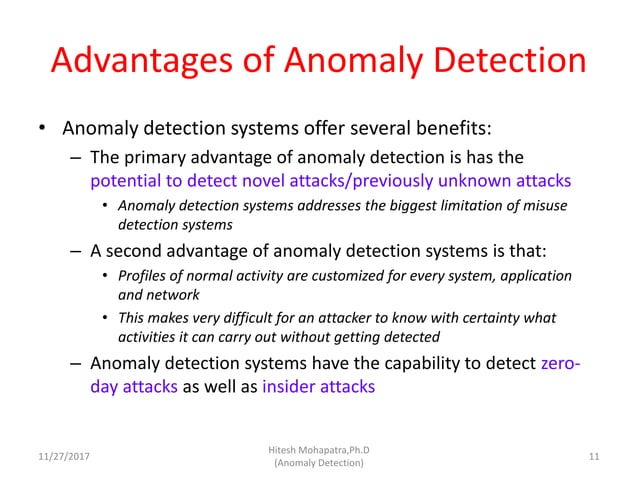 Advantages of Anomaly Detection
• Anomaly detection systems offer several benefits:
– The primary advantage of anomaly detection is has the
potential to detect novel attacks/previously unknown attacks
• Anomaly detection systems addresses the biggest limitation of misuse
detection systems
– A second advantage of anomaly detection systems is that:
• Profiles of normal activity are customized for every system, application
and network
• This makes very difficult for an attacker to know with certainty what
activities it can carry out without getting detected
– Anomaly detection systems have the capability to detect zero-
day attacks as well as insider attacks
11/27/2017
Hitesh Mohapatra,Ph.D
(Anomaly Detection)
11